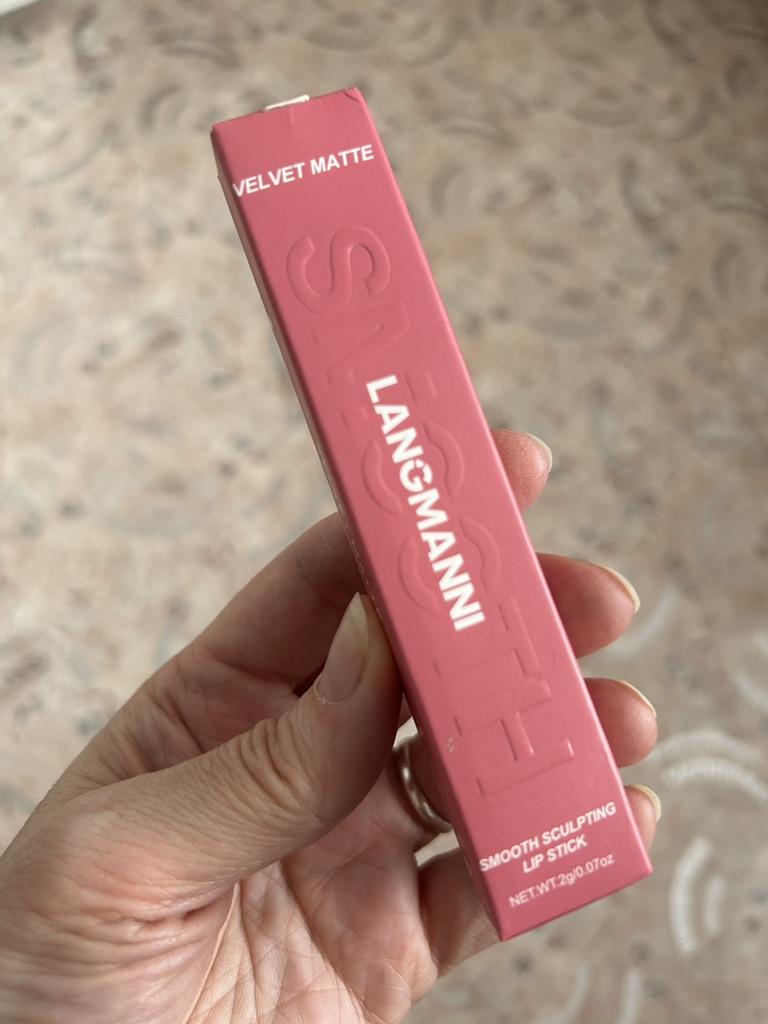 VELVET MATTE
SMOOTH
LANGMANNI
SMOOTH SCULPTING
LIP STICK
NET.WT.2g/0.07oz